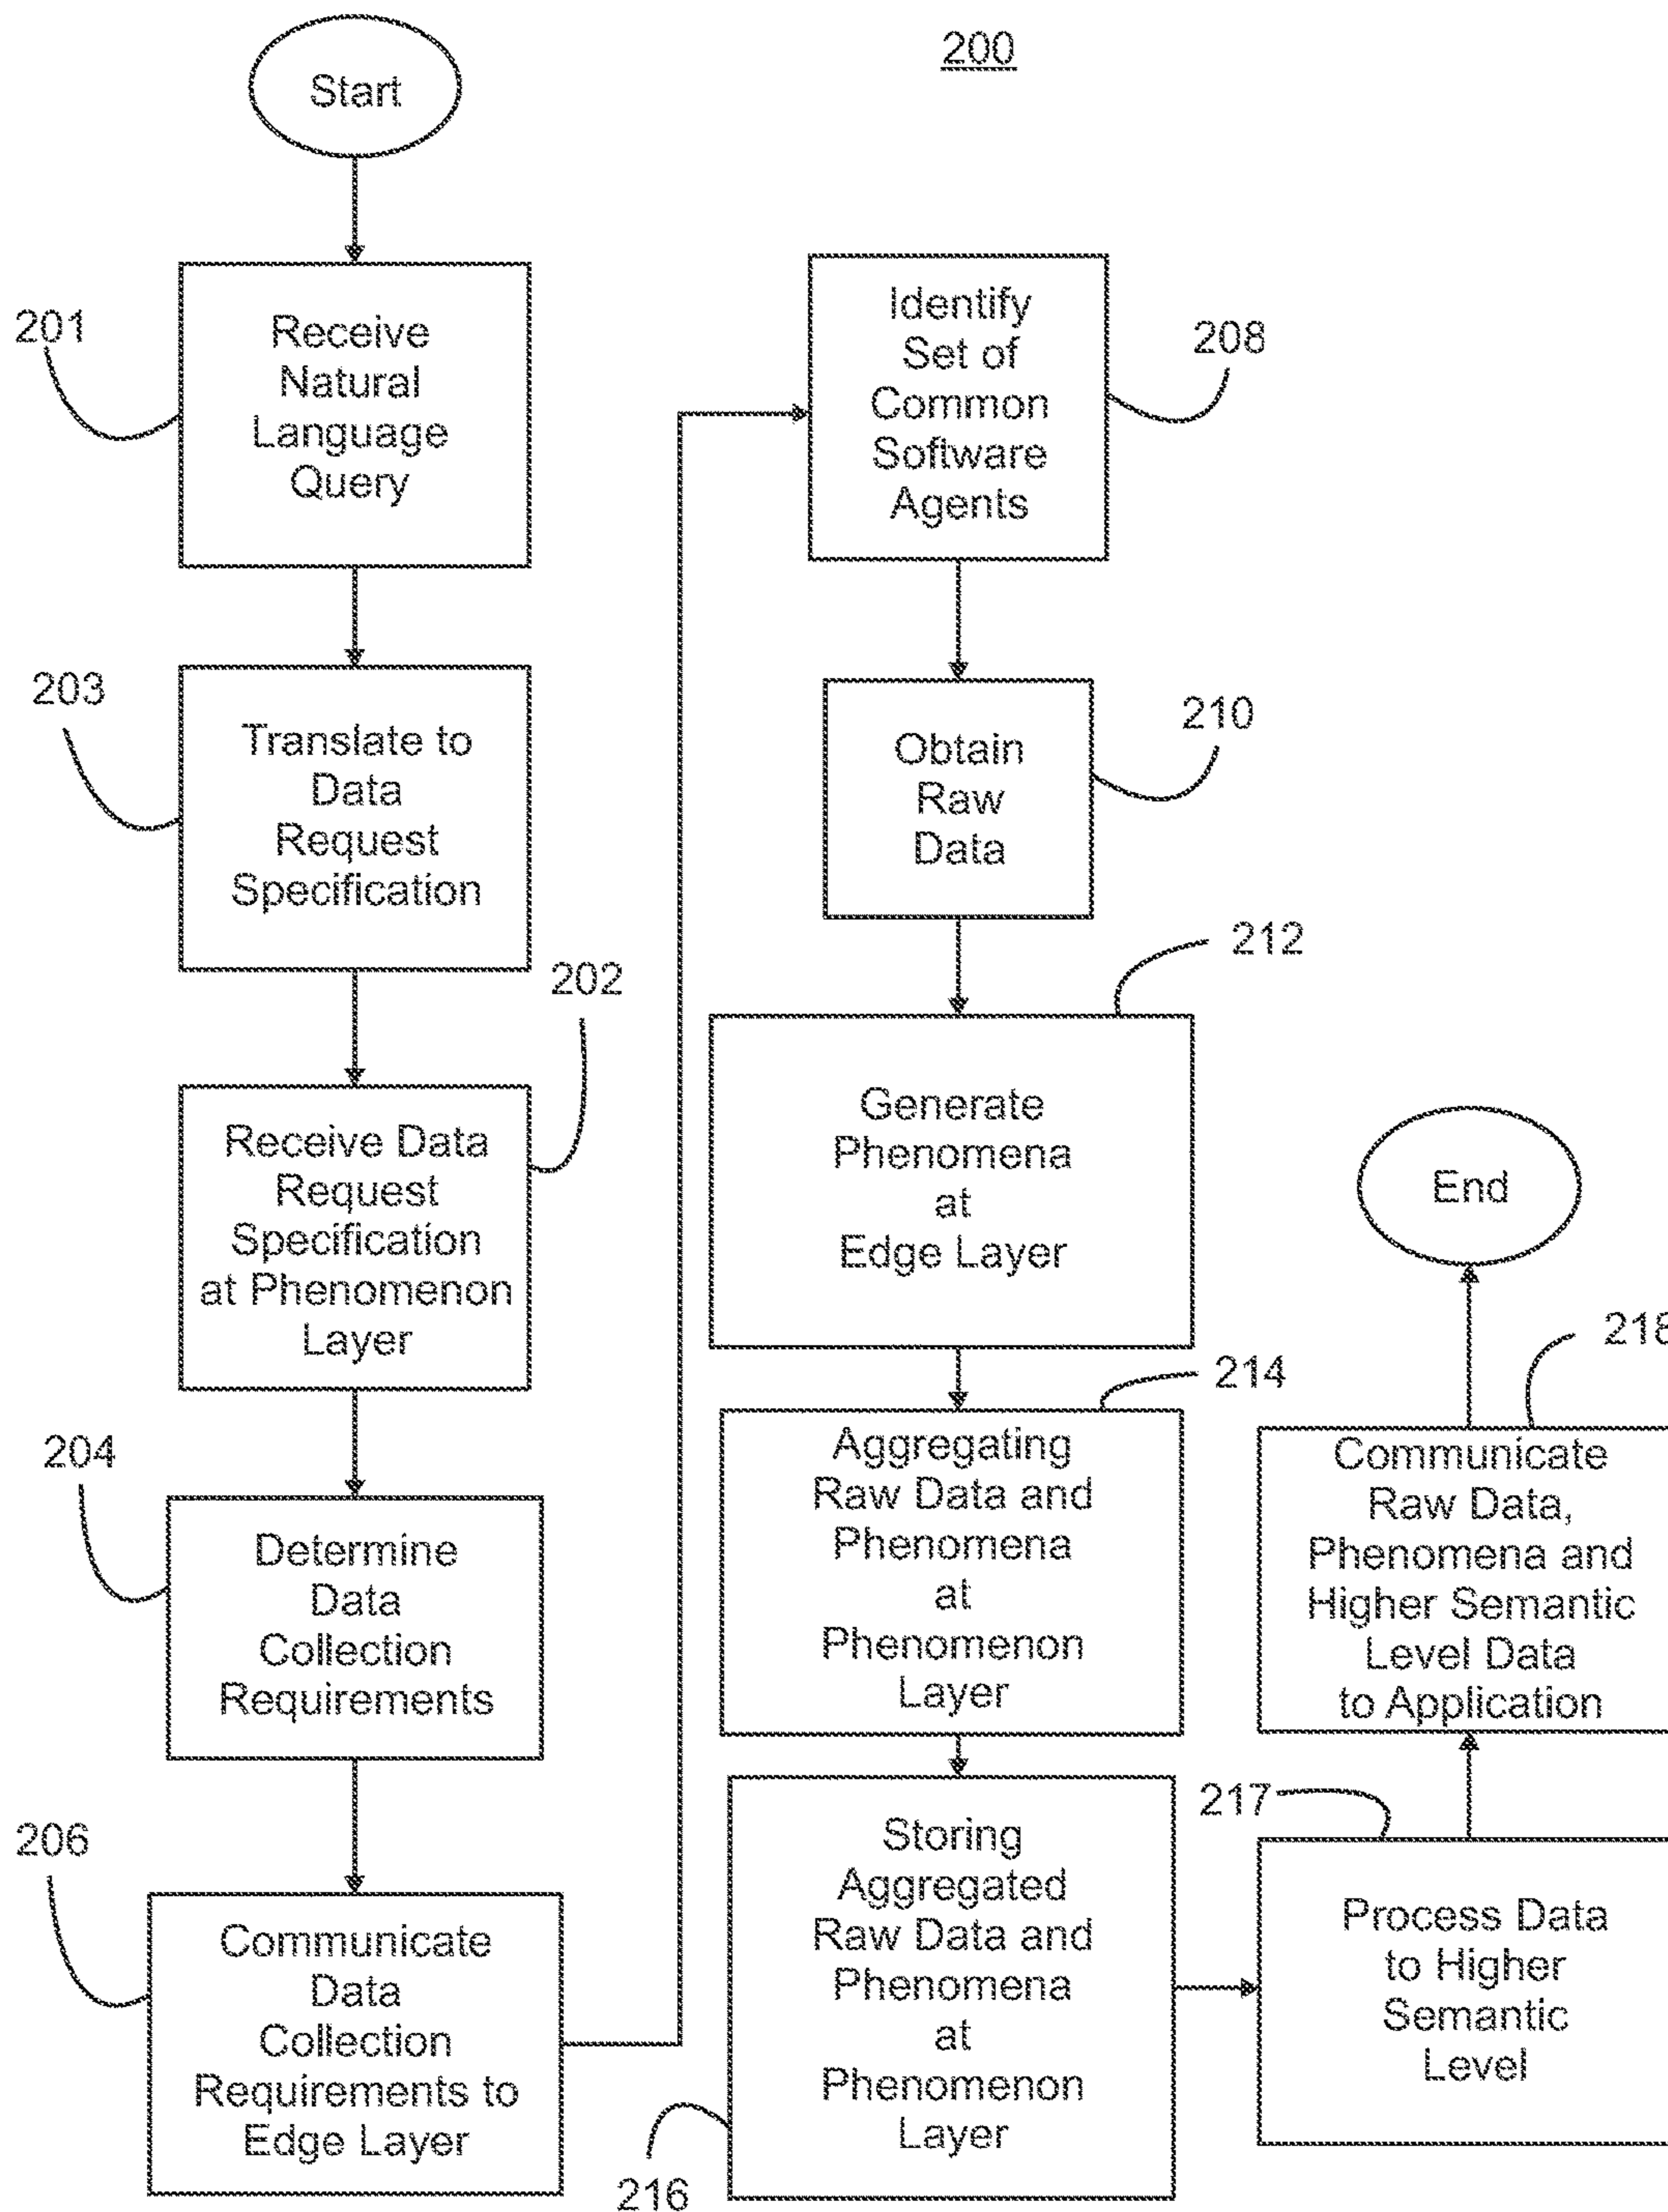 200
Start
201
Receive
Natural
Language
Query
203
Translate to
Data
Request
Specification
202
Receive Data
Request
Specification
at Phenomenon
Layer
204
Determine
Data
Collection
Requirements
206
Communicate
Data
Collection
Requirements to
Edge Layer
Identify
Set of
Common
Software
Agents
208
Obtain
Raw
Data
210
212
Generate
Phenomena
at
Edge Layer
214
Aggregating
Raw Data and
Phenomena
at
Phenomenon
Layer
Storing
Aggregated
Raw Data and
Phenomena
at
Phenomenon
Layer
216
217
Process Data
to Higher
Semantic
Level
218
Communicate
Raw Data,
Phenomena and
Higher Semantic
Level Data
to Application
End